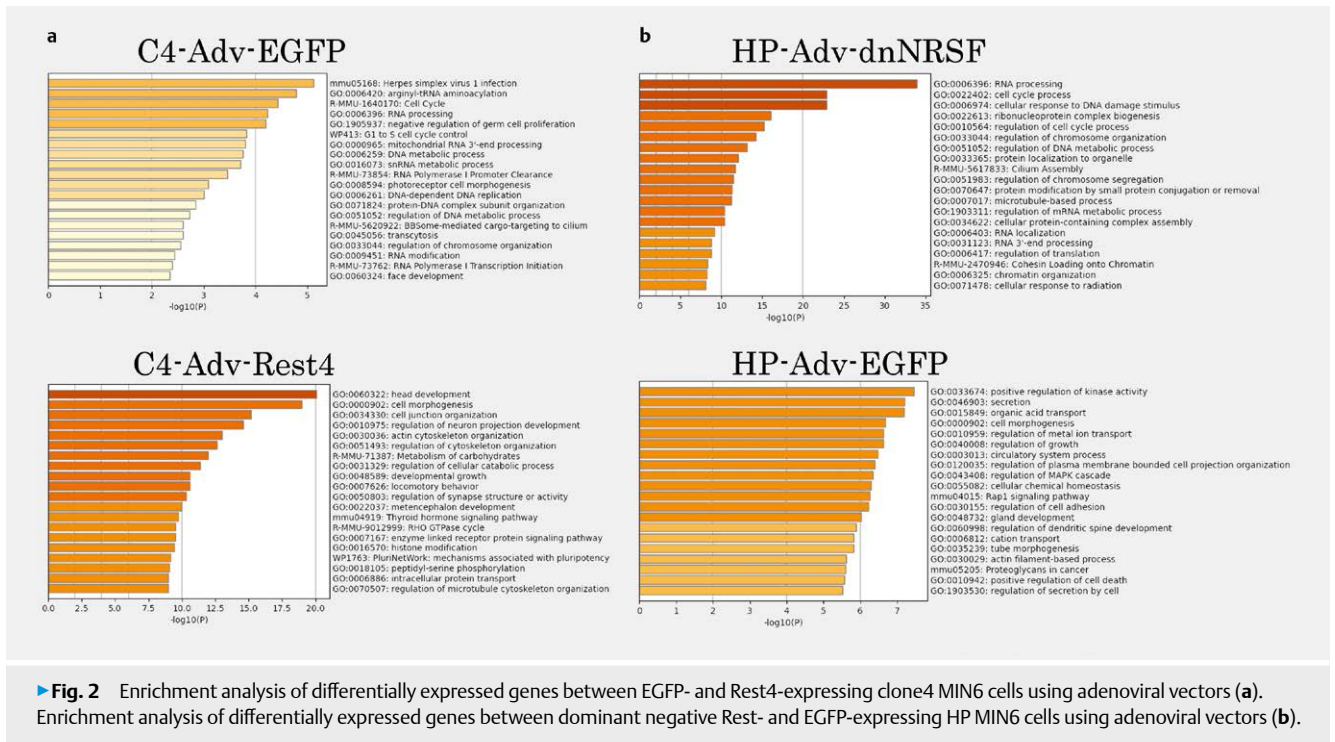 a
C4-Adv-EGFP
mmu05168: Herpes simplex virus 1 infection
GO:0006420: arginyl-tRNA aminoacylation
R-MMU-1640170: Cell Cycle
GO:0006396: RNA processing
GO:1905937: negative regulation of germ cell proliferation
WP413: G1 to S cell cycle control
GO:0000965: mitochondrial RNA 3'-end processing
GO:0006259: DNA metabolic process
GO:0016073: snRNA metabolic process
R-MMU-73854: RNA Polymerase I Promoter Clearance
GO:0008594: photoreceptor cell morphogenesis
GO:0006261: DNA-dependent DNA replication
GO:0071824: protein-DNA complex subunit organization
GO:0051052: regulation of DNA metabolic process
R-MMU-5620922: BBSome-mediated cargo-targeting to cilium
GO:0045056: transcytosis
GO:0033044: regulation of chromosome organization
GO:0009451: RNA modification
R-MMU-73762: RNA Polymerase I Transcription Initiation
GO:0060324: face development
0 1 2 3 4 5
-log10(P)
b
HP-Adv-dnNRSF
GO:0006396: RNA processing
GO:0022402: cell cycle process
GO:0006974: cellular response to DNA damage stimulus
GO:0022613: ribonucleoprotein complex biogenesis
GO:0010564: regulation of cell cycle process
GO:0033044: regulation of chromosome organization
GO:0051052: regulation of DNA metabolic process
GO:0033365: protein localization to organelle
R-MMU-5617833: Cilium Assembly
GO:0051983: regulation of chromosome segregation
GO:0070647: protein modification by small protein conjugation or removal
GO:0007017: microtubule-based process
GO:1903311: regulation of mRNA metabolic process
GO:0034622: cellular protein-containing complex assembly
GO:0006403: RNA localization
GO:0031123: RNA 3'-end processing
GO:0006417: regulation of translation
R-MMU-2470946: Cohesin Loading onto Chromatin
GO:0006325: chromatin organization
GO:0071478: cellular response to radiation
0 5 10 15 20 25 30 35
-log10(P)
C4-Adv-Rest4
GO:0060322: head development
GO:0000902: cell morphogenesis
GO:0034330: cell junction organization
GO:0010975: regulation of neuron projection development
GO:0030036: actin cytoskeleton organization
GO:0051493: regulation of cytoskeleton organization
R-MMU-71387: Metabolism of carbohydrates
GO:0031329: regulation of cellular catabolic process
GO:0048589: developmental growth
GO:0007626: locomotory behavior
GO:0050803: regulation of synapse structure or activity
GO:0022037: metencephalon development
mmu04919: Thyroid hormone signaling pathway
R-MMU-9012999: RHO GTPase cycle
GO:0007167: enzyme linked receptor protein signaling pathway
GO:0016570: histone modification
WP1763: PluriNetWork: mechanisms associated with pluripotency
GO:0018105: peptidyl-serine phosphorylation
GO:0006886: intracellular protein transport
GO:0070507: regulation of microtubule cytoskeleton organization
0.0 2.5 5.0 7.5 10.0 12.5 15.0 17.5 20.0
-log10(P)
HP-Adv-EGFP
GO:0033674: positive regulation of kinase activity
GO:0046903: secretion
GO:0015849: organic acid transport
GO:0000902: cell morphogenesis
GO:0010959: regulation of metal ion transport
GO:0040008: regulation of growth
GO:0003013: circulatory system process
GO:0120035: regulation of plasma membrane bounded cell projection organization
GO:0043408: regulation of MAPK cascade
GO:0055082: cellular chemical homeostasis
mmu04015: Rap1 signaling pathway
GO:0030155: regulation of cell adhesion
GO:0048732: gland development
GO:0060998: regulation of dendritic spine development
GO:0006812: cation transport
GO:0035239: tube morphogenesis
GO:0030029: actin filament-based process
mmu05205: Proteoglycans in cancer
GO:0010942: positive regulation of cell death
GO:1903530: regulation of secretion by cell
0 1 2 3 4 5 6 7
-log10(P)
►Fig. 2 Enrichment analysis of differentially expressed genes between EGFP- and Rest4-expressing clone4 MIN6 cells using adenoviral vectors (a).
Enrichment analysis of differentially expressed genes between dominant negative Rest- and EGFP-expressing HP MIN6 cells using adenoviral vectors (b).